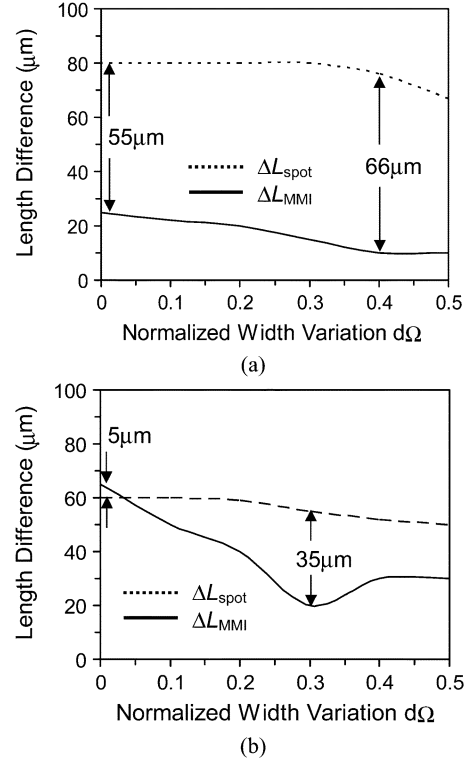 100
80
60
40
20
0
Length Difference (μm)
55μm
66μm
ΔLspot
ΔLMMI
0 0.1 0.2 0.3 0.4 0.5
Normalized Width Variation dΩ
(a)
100
80
60
40
20
0
Length Difference (μm)
5μm
35μm
ΔLspot
ΔLMMI
0 0.1 0.2 0.3 0.4 0.5
Normalized Width Variation dΩ
(b)